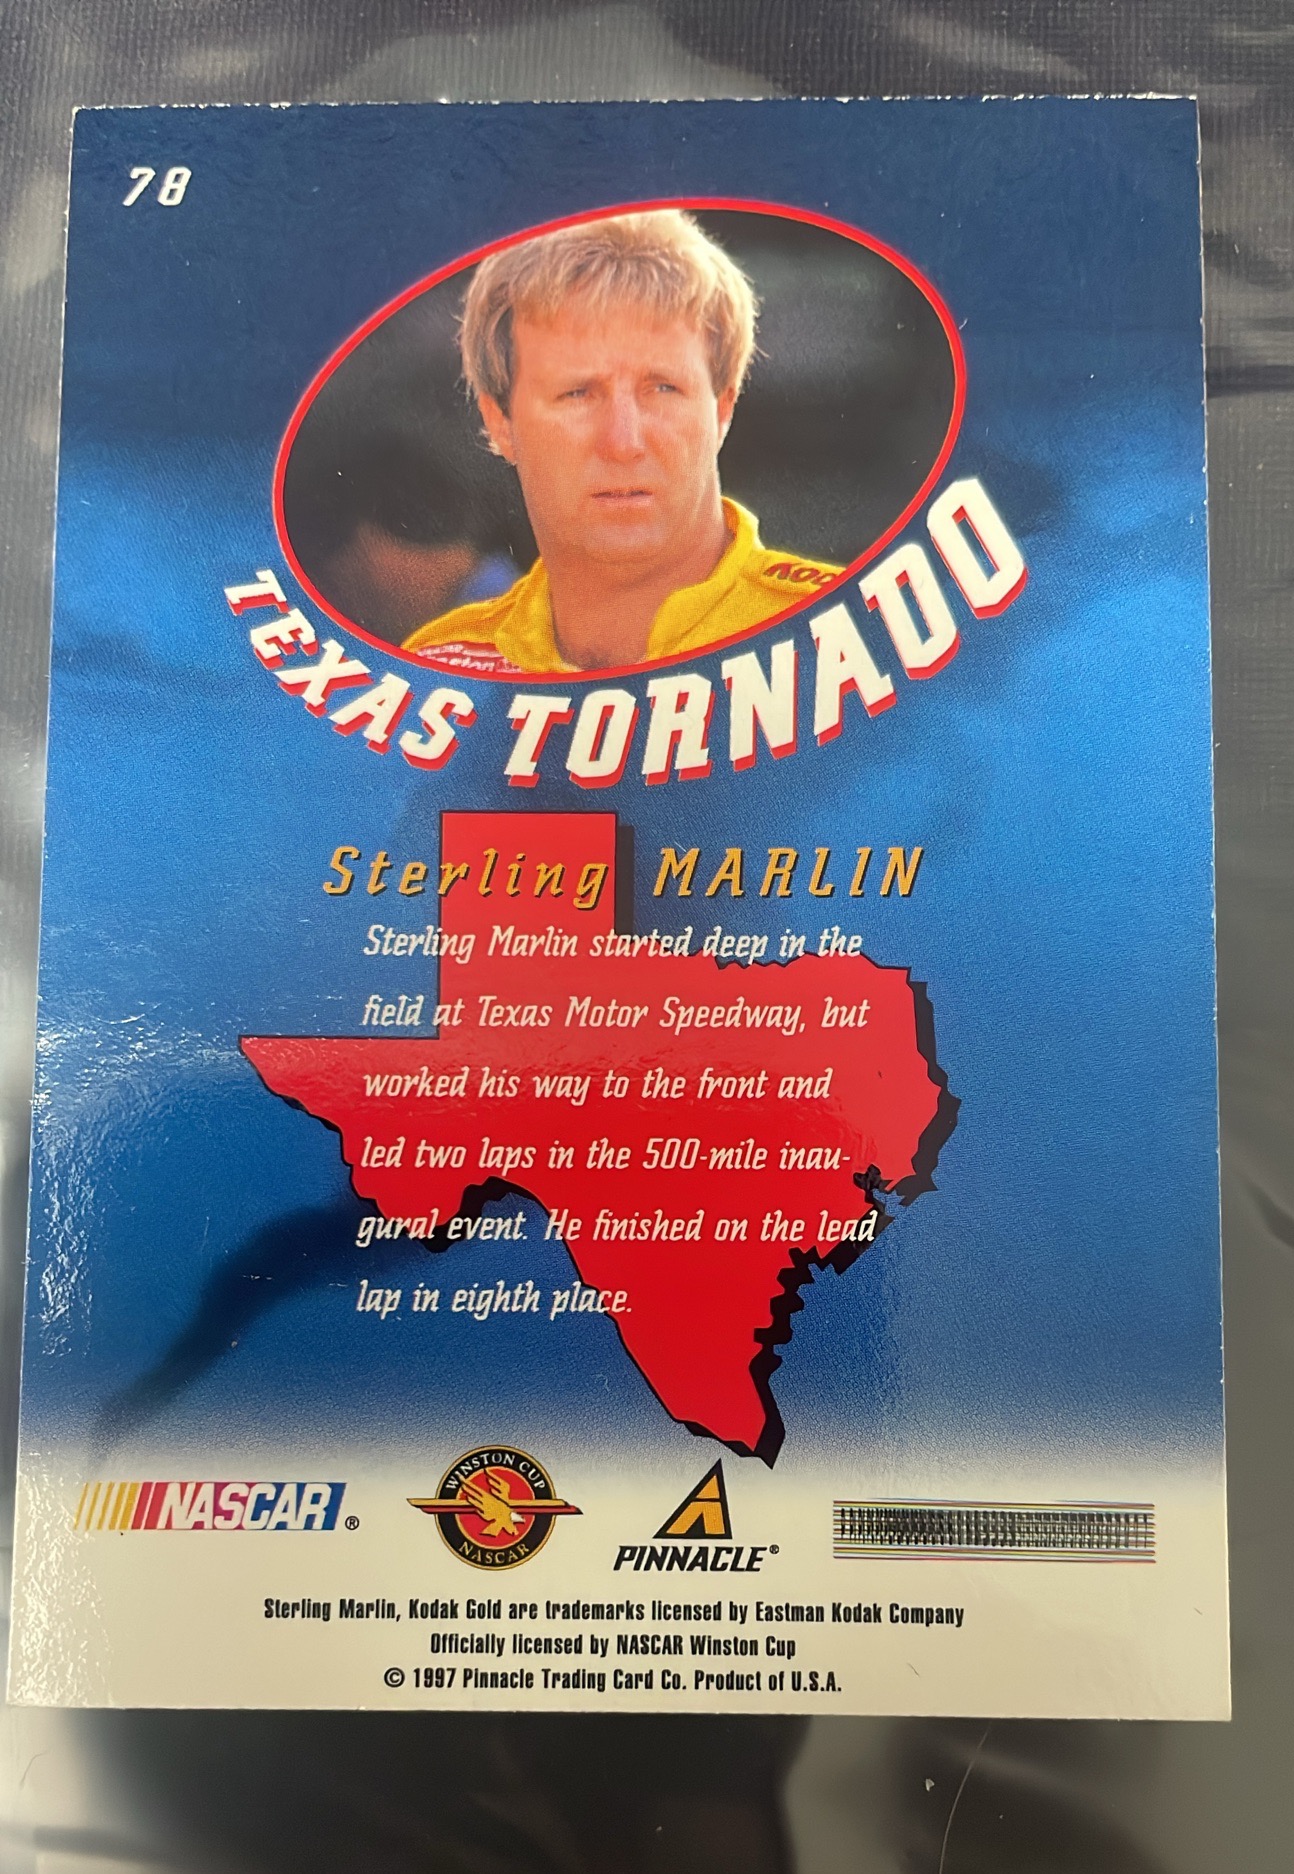 78
Koda
TEXAS TORNADO
Sterling MARLIN
Sterling Marlin started deep in the
field at Texas Motor Speedway, but
worked his way to the front and
led two laps in the 500-mile inau-
gural event. He finished on the lead
lap in eighth place.
NASCAR®
WINSTON CUP
NASCAR
PINNACLE®
Sterling Marlin, Kodak Gold are trademarks licensed by Eastman Kodak Company
Officially licensed by NASCAR Winston Cup
© 1997 Pinnacle Trading Card Co. Product of U.S.A.